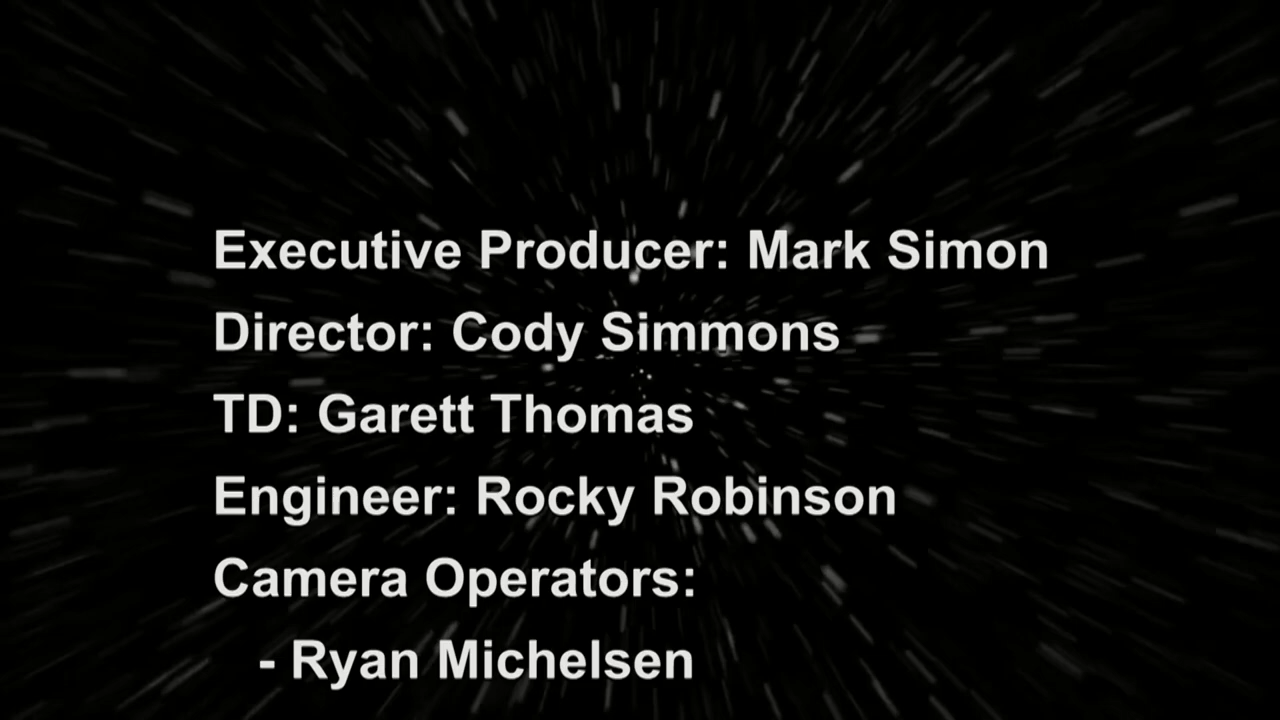 Executive Producer: Mark Simon
Director: Cody Simmons
TD: Garett Thomas
Engineer: Rocky Robinson
Camera Operators:
- Ryan Michelsen